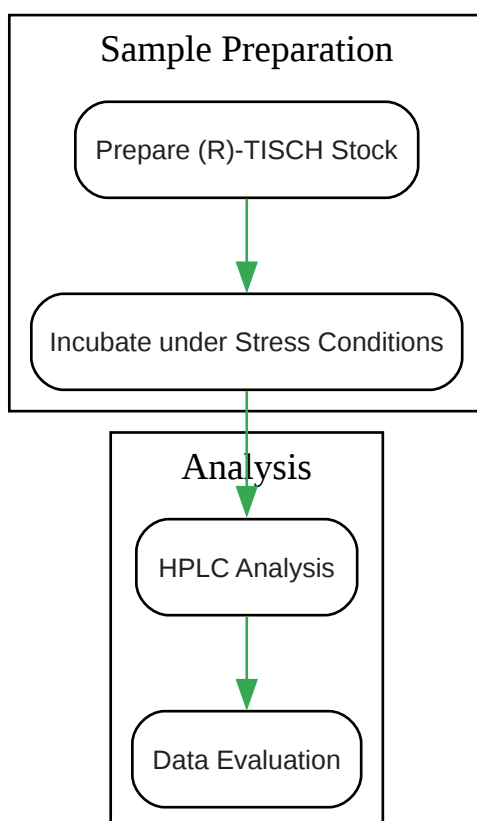 Sample Preparation
Prepare (R)-TISCH Stock
Incubate under Stress Conditions
Analysis
HPLC Analysis
Data Evaluation